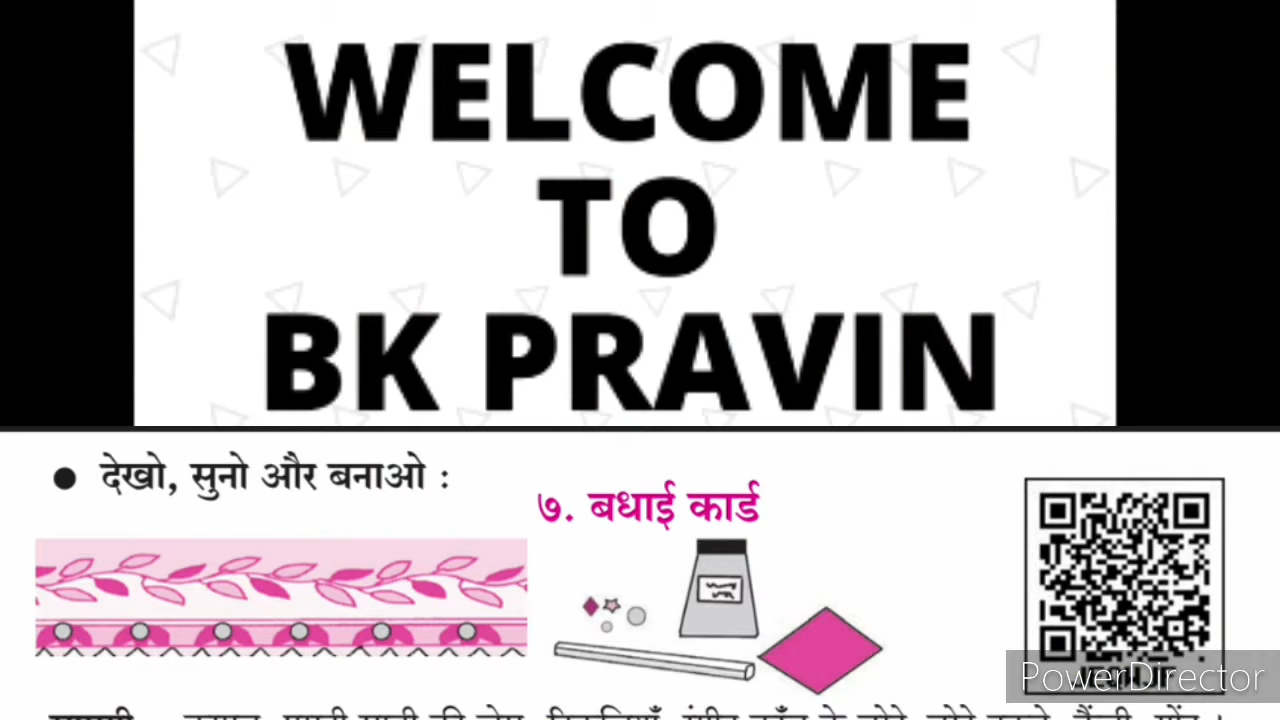 WELCOME
TO
BK PRAVIN
● देखो, सुनो और बनाओ :
७. बधाई कार्ड
PowerDirector